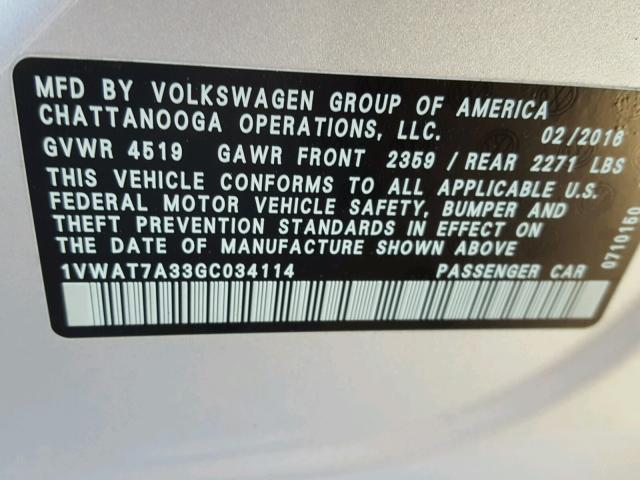 MFD BY VOLKSWAGEN GROUP OF AMERICA
CHATTANOOGA OPERATIONS, LLC. 02/2016
GVWR 4519 GAWR FRONT 2359 / REAR 2271 LBS
THIS VEHICLE CONFORMS TO ALL APPLICABLE U.S.
FEDERAL MOTOR VEHICLE SAFETY, BUMPER AND
THEFT PREVENTION STANDARDS IN EFFECT ON
THE DATE OF MANUFACTURE SHOWN ABOVE
1VWAT7A33GC034114 PASSENGER CAR
0710160